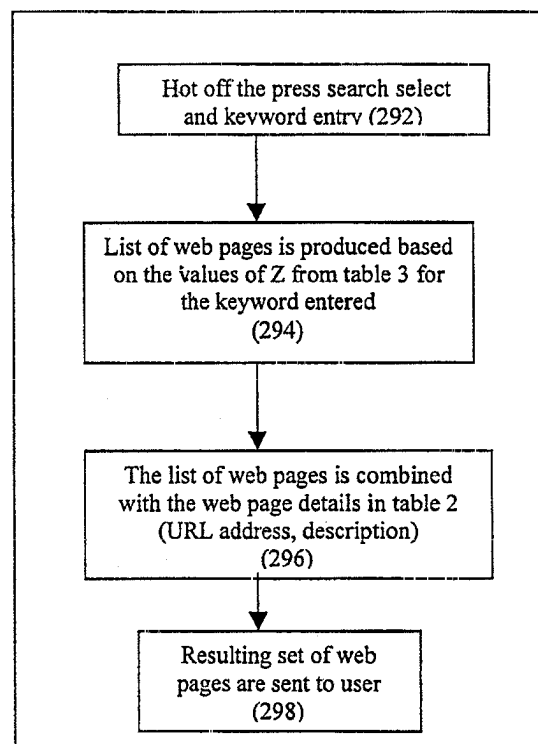 Hot off the press search select
and keyword entry (292)
List of web pages is produced based
on the values of Z from table 3 for
the keyword entered
(294)
The list of web pages is combined
with the web page details in table 2
(URL address, description)
(296)
Resulting set of web
pages are sent to user
(298)